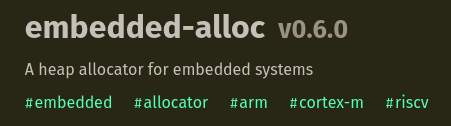 embedded-alloc v0.6.0
A heap allocator for embedded systems
#embedded #allocator #arm #cortex-m #riscv